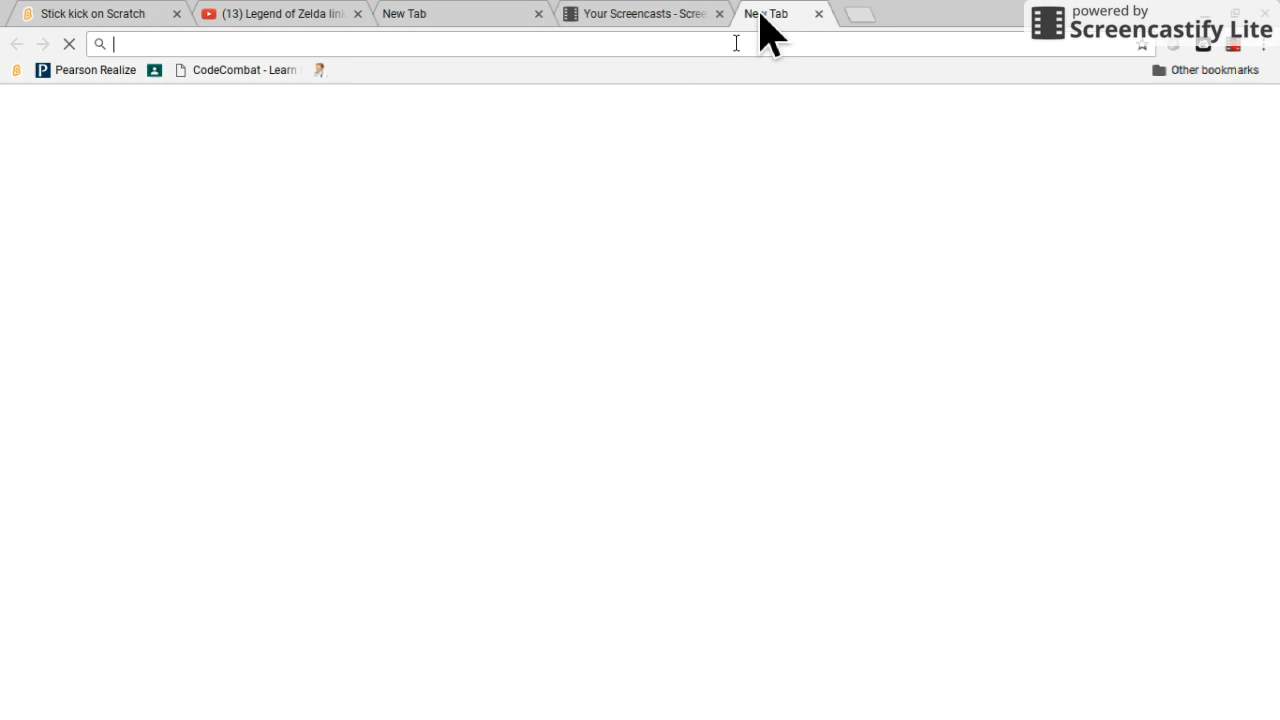 Stick kick on Scratch
(13) Legend of Zelda link
New Tab
Your Screencasts - Scree
New Tab
powered by
Screencastify Lite
Pearson Realize
CodeCombat - Learn
Other bookmarks